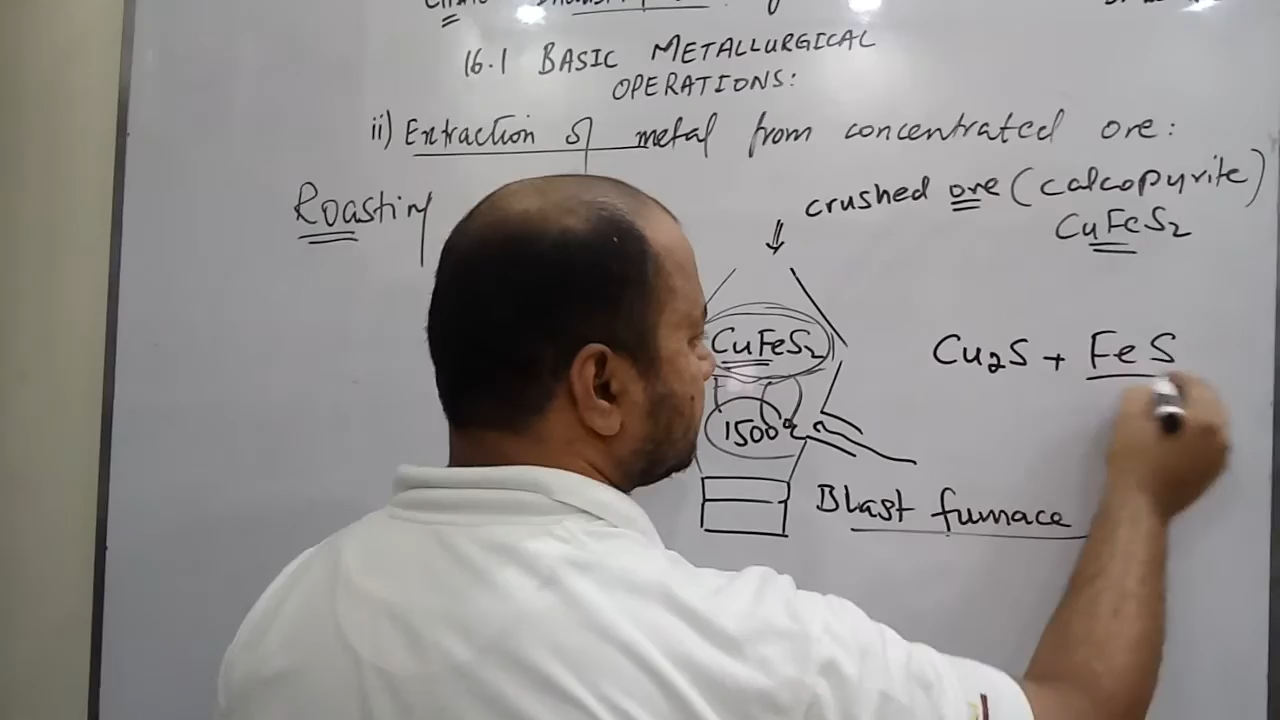 16.1 BASIC METALLURGICAL
OPERATIONS:
ii) Extraction of metal from concentrated ore:
Roasting
crushed ore (calcopyrite)
CuFeS2
CuFeS2
Cu2S + FeS
1500
Blast furnace